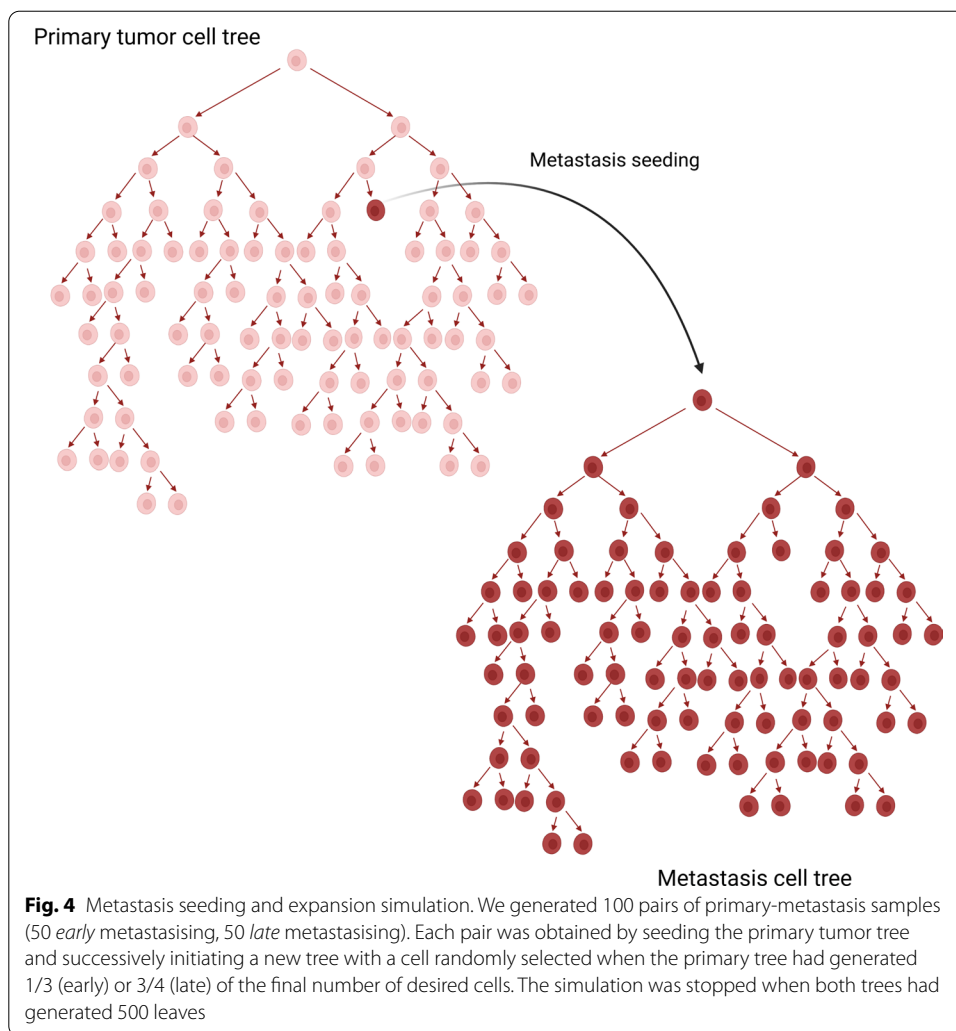 Primary tumor cell tree
Metastasis seeding
Metastasis cell tree
Fig. 4 Metastasis seeding and expansion simulation. We generated 100 pairs of primary-metastasis samples
(50 early metastasising, 50 late metastasising). Each pair was obtained by seeding the primary tumor tree
and successively initiating a new tree with a cell randomly selected when the primary tree had generated
1/3 (early) or 3/4 (late) of the final number of desired cells. The simulation was stopped when both trees had
generated 500 leaves